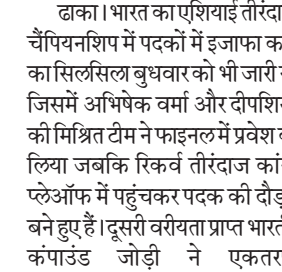 ढाका। भारत का एशियाई तीरंदा
चैंपियनशिप में पदकों में इजाफा क
का सिलसिला बुधवार को भी जारी
जिसमें अभिषेक वर्मा और दीपशि
की मिश्रित टीम ने फाइनल में प्रवेश
लिया जबकि रिकर्व तीरंदाज कां
प्लेऑफ में पहुंचकर पदक की दौड़
बने हुए हैं। दूसरी वरीयता प्राप्त भारत
कंपाउंड जोड़ी ने एकतर